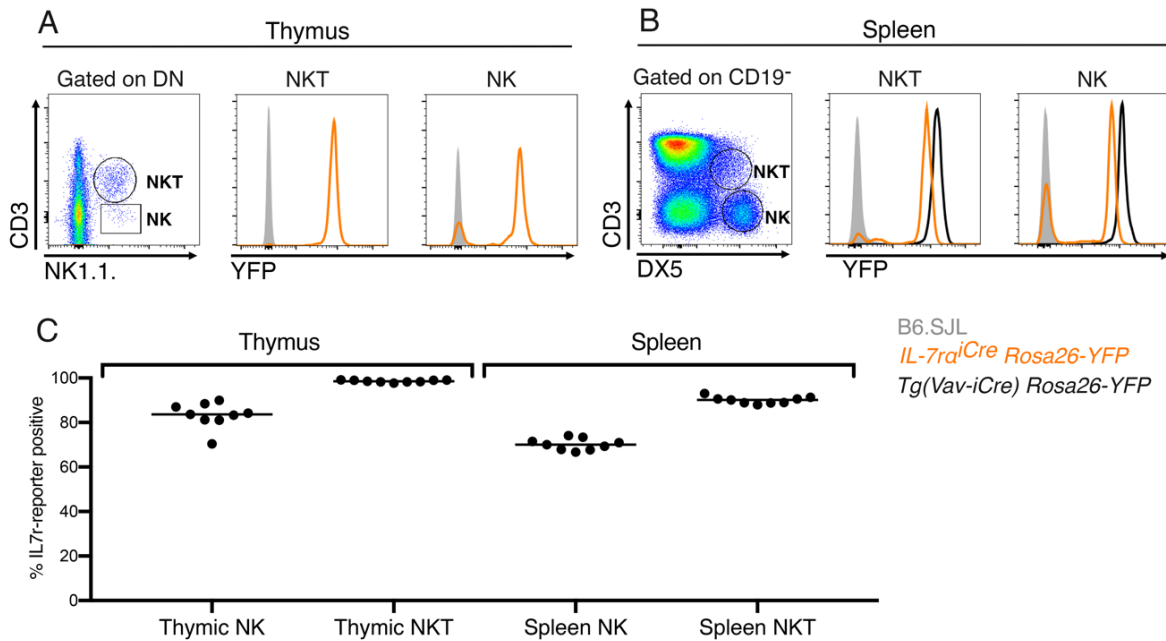 A
Thymus
Gated on DN
NKT
NK
NKT
NK
CD3
NK1.1.
YFP
B
Spleen
Gated on CD19-
NKT
NK
NKT
NK
CD3
DX5
YFP
C
Thymus
Spleen
% IL7r-reporter positive
100
80
60
40
20
0
Thymic NK
Thymic NKT
Spleen NK
Spleen NKT
B6.SJL
IL-7rαiCre Rosa26-YFP
Tg(Vav-iCre) Rosa26-YFP